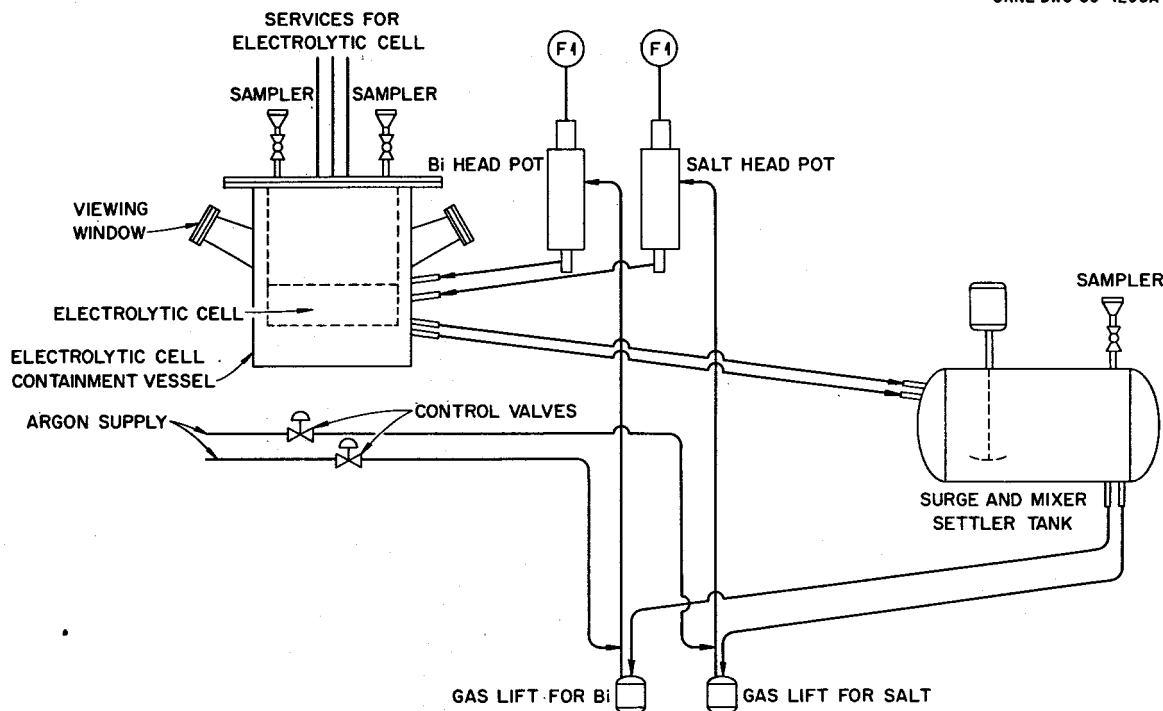 SERVICES FOR
ELECTROLYTIC CELL
SAMPLER
SAMPLER
F1
F1
Bi HEAD POT
SALT HEAD POT
VIEWING
WINDOW
ELECTROLYTIC CELL
ELECTROLYTIC CELL
CONTAINMENT VESSEL
SAMPLER
ARGON SUPPLY
CONTROL VALVES
SURGE AND MIXER
SETTLER TANK
GAS LIFT FOR Bi
GAS LIFT FOR SALT